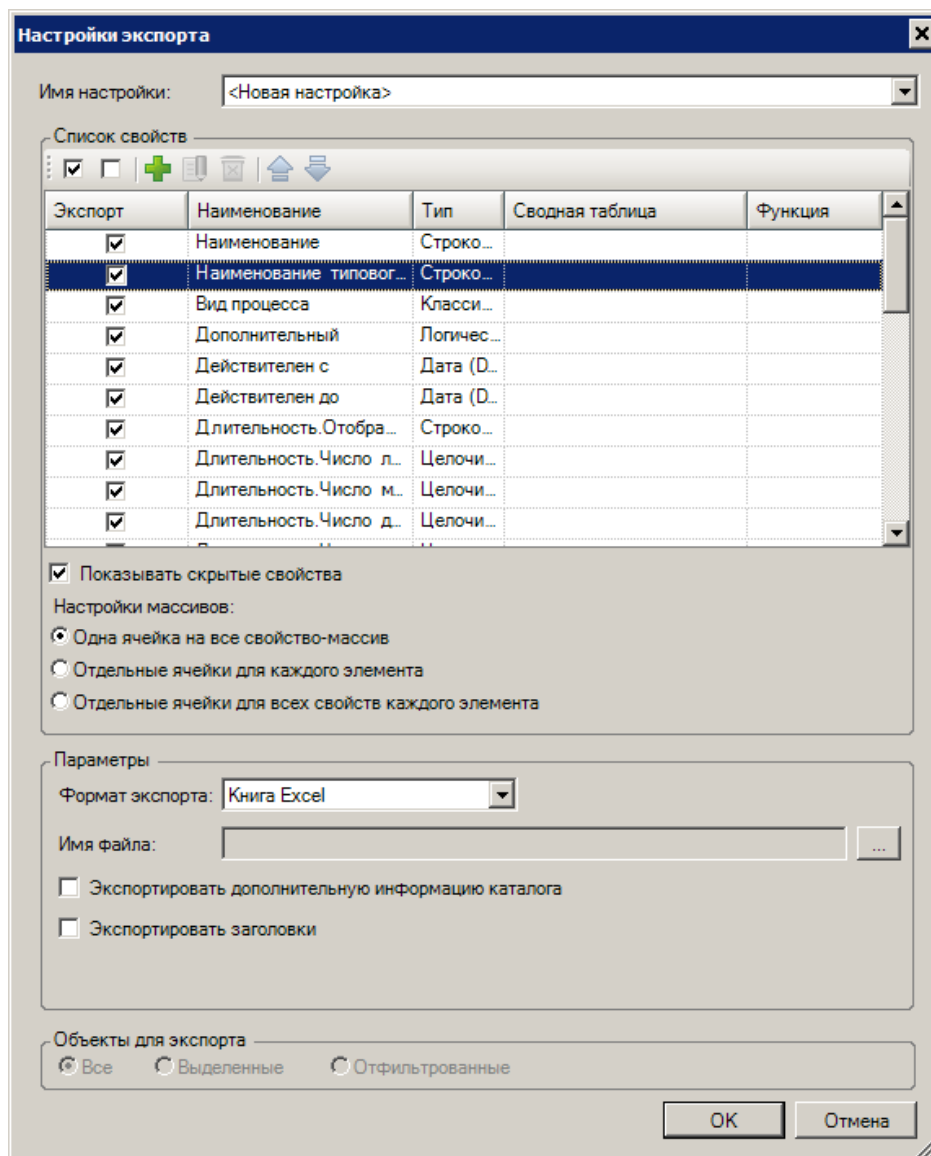 Настройки экспорта
Имя настройки: <Новая настройка>
Список свойств
Экспорт Наименование Тип Сводная таблица Функция
Наименование Строко...
Наименование типовог... Строко...
Вид процесса Класси...
Дополнительный Логичес...
Действителен с Дата (D...
Действителен до Дата (D...
Длительность.Отобра... Строко...
Длительность.Число л... Целочи...
Длительность.Число м... Целочи...
Длительность.Число д... Целочи...
Показывать скрытые свойства
Настройки массивов:
Одна ячейка на все свойство-массив
Отдельные ячейки для каждого элемента
Отдельные ячейки для всех свойств каждого элемента
Параметры
Формат экспорта: Книга Excel
Имя файла: ...
Экспортировать дополнительную информацию каталога
Экспортировать заголовки
Объекты для экспорта
Все Выделенные Отфильтрованные
OK Отмена